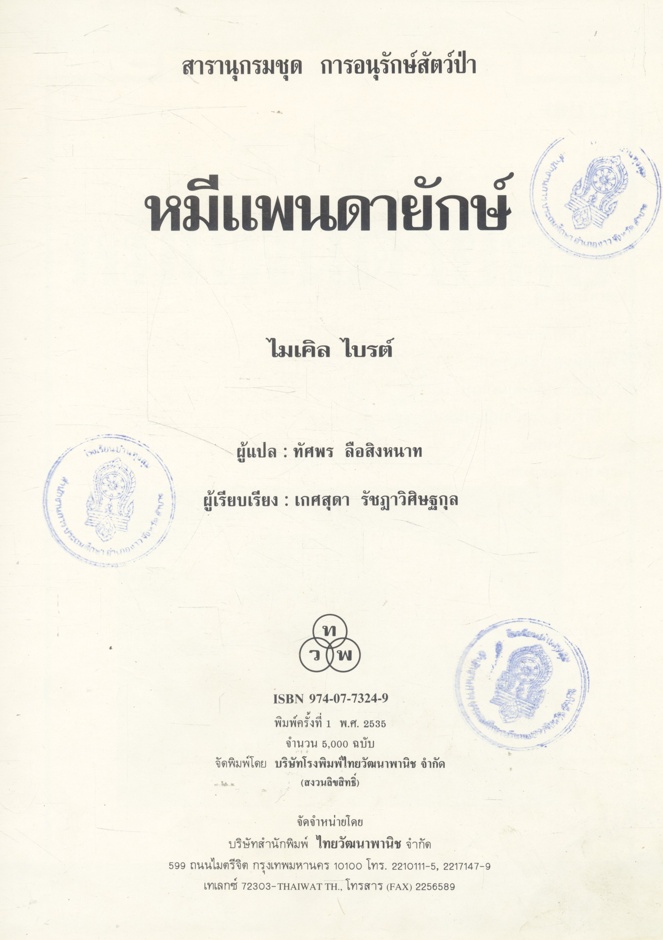 สารานุกรมชุด การอนุรักษ์สัตว์ป่า
หมีแพนดายักษ์
ไมเคิล ไบรต์
ผู้แปล : ทัศพร ลือสิงหนาท
ผู้เรียบเรียง : เกศสุดา รัชฎาวิศิษฐกุล
ท
ว พ
ISBN 974-07-7324-9
พิมพ์ครั้งที่ 1 พ.ศ. 2535
จำนวน 5,000 ฉบับ
จัดพิมพ์โดย บริษัทโรงพิมพ์ไทยวัฒนาพานิช จำกัด
(สงวนลิขสิทธิ์)
จัดจำหน่ายโดย
บริษัทสำนักพิมพ์ ไทยวัฒนาพานิช จำกัด
599 ถนนไมตรีจิต กรุงเทพมหานคร 10100 โทร. 2210111-5, 2217147-9
เทเลกซ์ 72303-THAIWAT TH., โทรสาร (FAX) 2256589